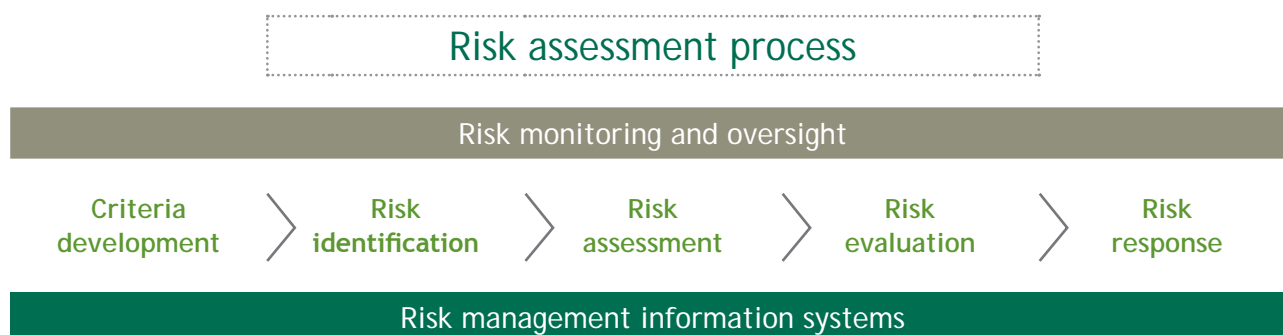 Risk assessment process
Risk monitoring and oversight
Criteria
development
Risk
identification
Risk
assessment
Risk
evaluation
Risk
response
Risk management information systems